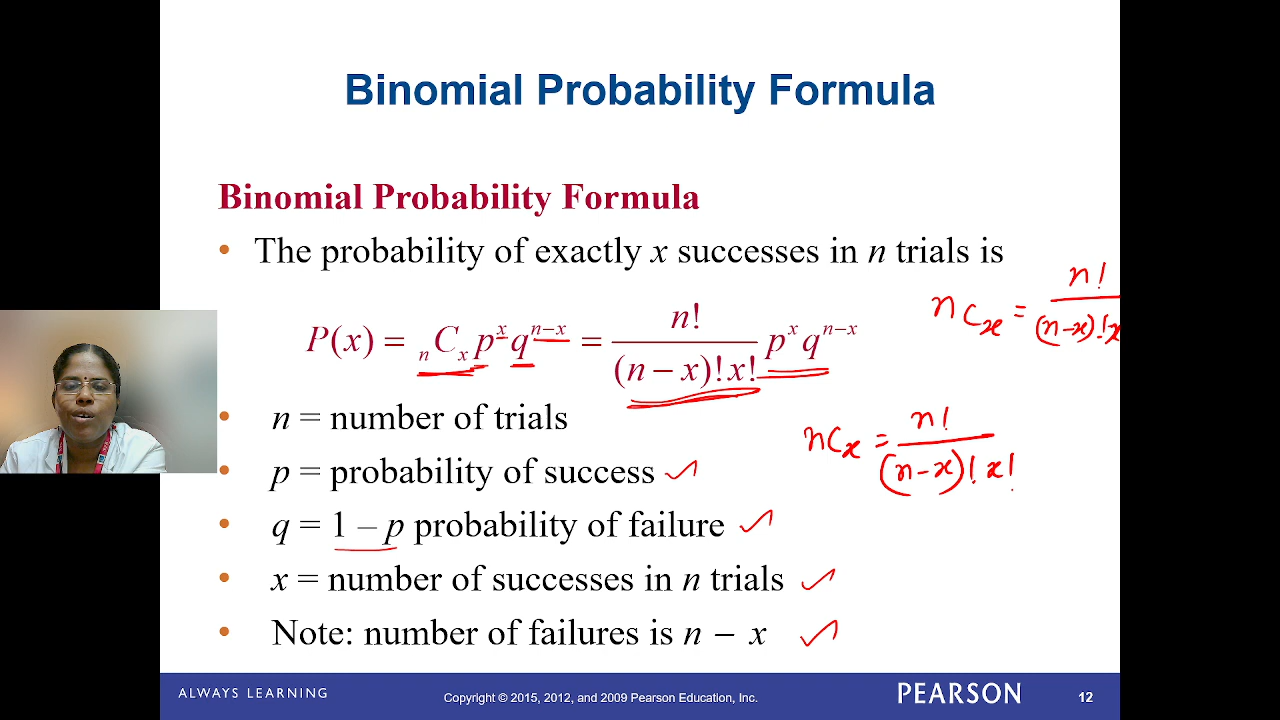 Binomial Probability Formula
Binomial Probability Formula
• The probability of exactly x successes in n trials is
P(x) = nCx p^x q^(n−x) = n! / ((n − x)! x!) p^x q^(n−x)
nCx = n! / ((n-x)! x
• n = number of trials
nCx = n! / ((n-x)! x!)
• p = probability of success ✓
• q = 1 – p probability of failure ✓
• x = number of successes in n trials ✓
• Note: number of failures is n − x ✓
ALWAYS LEARNING
Copyright © 2015, 2012, and 2009 Pearson Education, Inc.
PEARSON
12